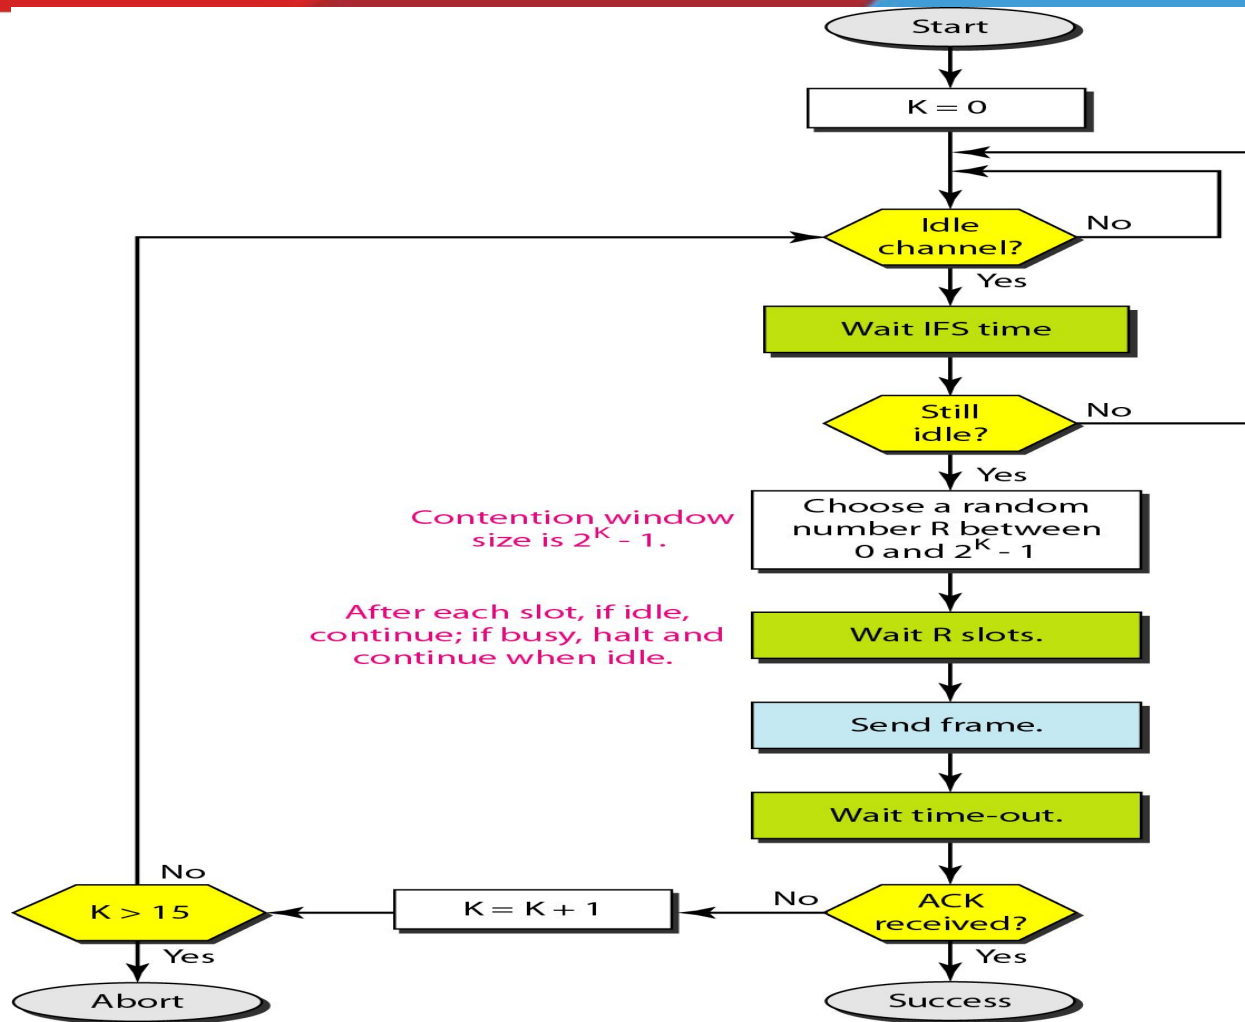 Start
K = 0
Idle
channel?
No
Yes
Wait IFS time
Still
idle?
No
Yes
Contention window
size is 2^K - 1.
Choose a random
number R between
0 and 2^K - 1
After each slot, if idle,
continue; if busy, halt and
continue when idle.
Wait R slots.
Send frame.
Wait time-out.
ACK
received?
No
Yes
K = K + 1
No
K > 15
Yes
Abort
Success